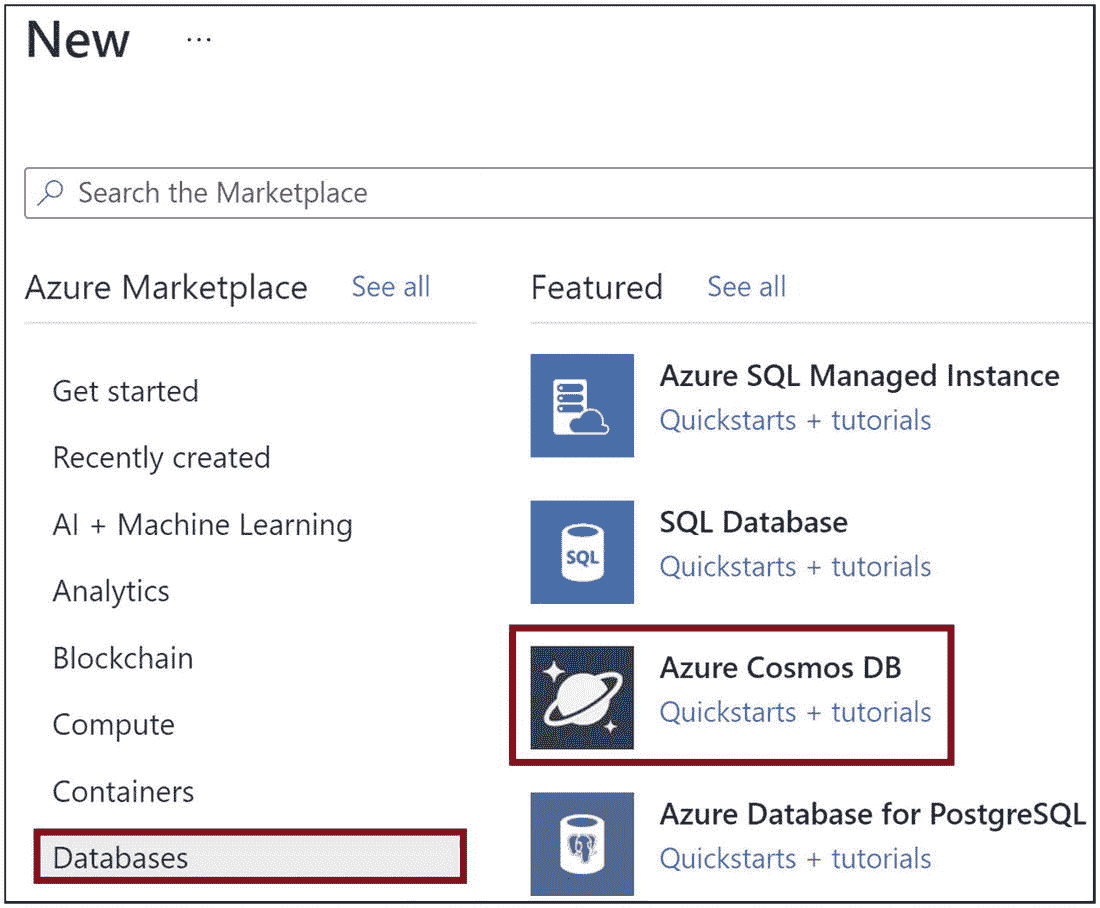 New ...
Search the Marketplace
Azure Marketplace See all
Get started
Recently created
AI + Machine Learning
Analytics
Blockchain
Compute
Containers
Databases
Featured See all
Azure SQL Managed Instance
Quickstarts + tutorials
SQL
SQL Database
Quickstarts + tutorials
Azure Cosmos DB
Quickstarts + tutorials
Azure Database for PostgreSQL
Quickstarts + tutorials